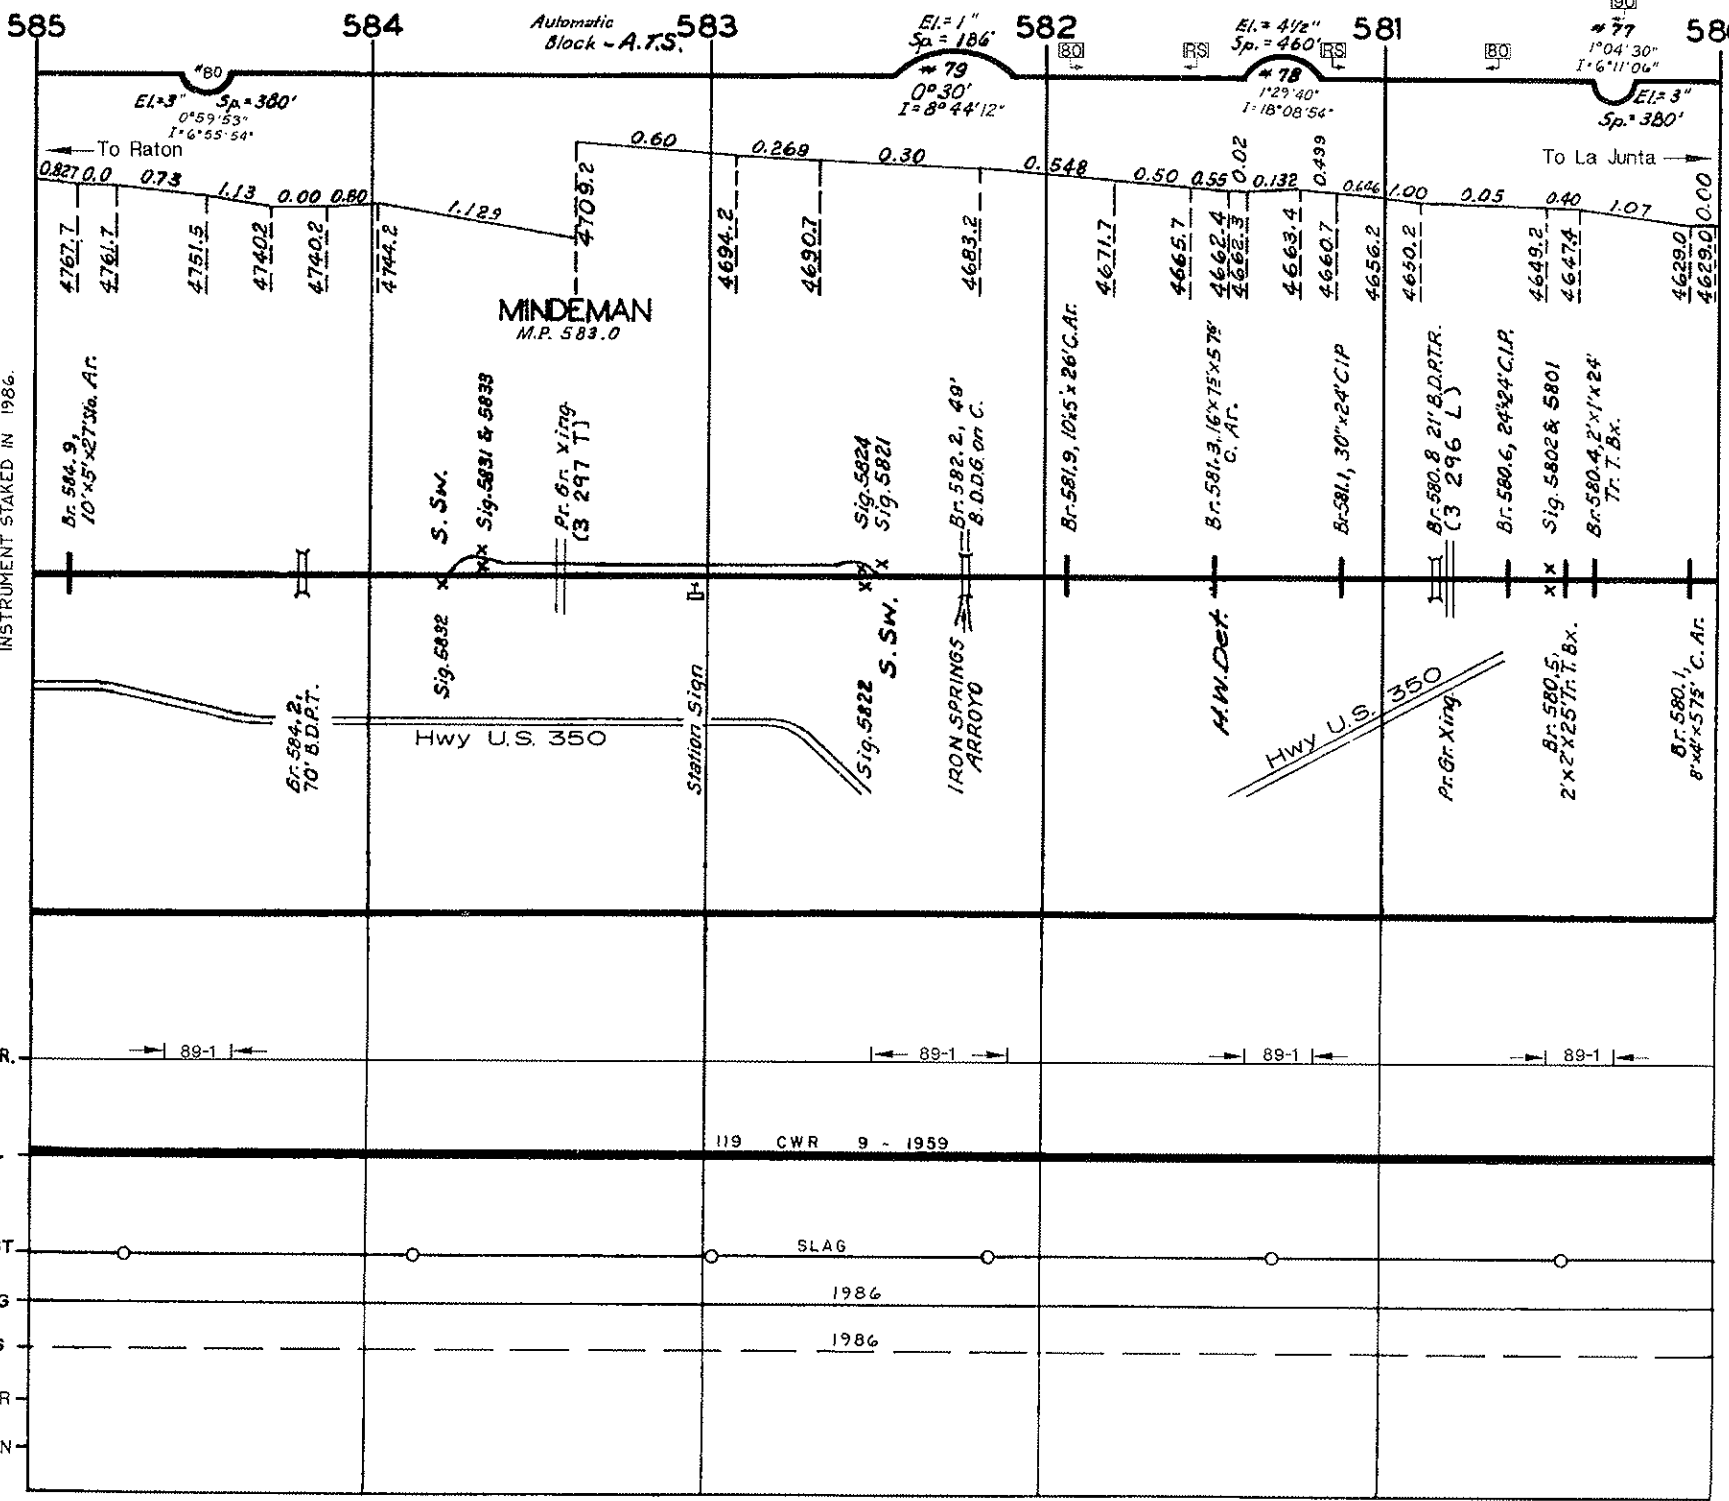 585
584
Automatic
Block - A.T.S.
583
El.= 1"
Sp = 186'
582
El. = 4 1/2"
Sp. = 460'
581
90
# 77
1°04'30"
I=6°11'06"
El.= 3"
Sp.= 380'
#80
El.=3" Sp.=380'
0°59'53"
I=6°55'54"
# 79
0°30'
I=8°44'12"
80
RS
# 78
1°29'40"
I=18°08'54"
RS
80
To Raton
To La Junta
0.827 0.0 0.73 1.13 0.00 0.80 1.129 0.60 0.269 0.30 0.548 0.50 0.55 0.02 0.132 0.499 0.646 1.00 0.05 0.40 1.07 0.00
4767.7
4761.7
4751.5
4740.2
4740.2
4744.2
4709.2
4694.2
4690.7
4683.2
4671.7
4665.7
4662.4
4662.3
4663.4
4660.7
4656.2
4650.2
4649.2
4647.4
4629.0
4629.0
MINDEMAN
M.P. 583.0
INSTRUMENT STAKED IN 1986.
Br. 584.9,
10'x5'x27' Sto. Ar.
S. Sw.
Sig. 5831 & 5833
Pr. Gr. Xing
(3 297 T)
Sig. 5824
Sig. 5821
Br. 582.2, 49'
B.D.D.G. on C.
Br. 581.9, 10'x5'x26' C. Ar.
Br. 581.3, 16'x 7 5'x 57 6'
C. Ar.
Br. 581.1, 30"x24' C.I.P.
Br. 580.8 21' B.D.P.T.R.
(3 296 L)
Br. 580.6, 24"x24' C.I.P.
Sig. 5802 & 5801
Br. 580.4, 2'x1'x24'
Tr. T. Bx.
Sig. 5832
Br. 584.2,
70' B.D.P.T.
Hwy U.S. 350
Station Sign
Sig. 5822
S. Sw.
IRON SPRINGS
ARROYO
H.W. Det.
Hwy U.S. 350
Pr. Gr. Xing
Br. 580.5,
2'x2'x25' Tr. T. Bx.
Br. 580.1,
8'x4'x57 5' C. Ar.
R.
89-1
89-1
89-1
89-1
119 CWR 9 - 1959
T
SLAG
G
1986
S
1986
R
N